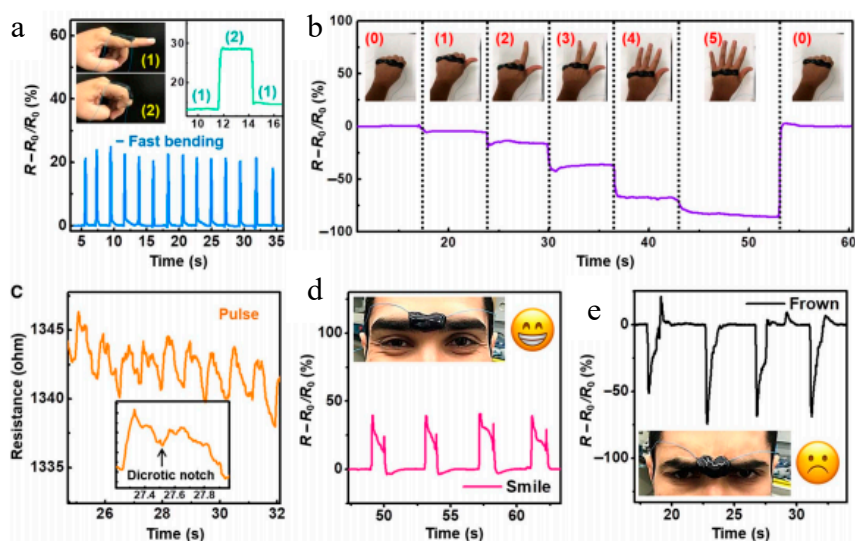 a
60
40
20
0
R−R₀/R₀ (%)
5 10 15 20 25 30 35
Time (s)
Fast bending
(1)
(2)
30
20
(1)
(2)
(1)
10 12 14 16
b
100
50
0
−50
−100
R−R₀/R₀ (%)
(0) (1) (2) (3) (4) (5) (0)
20 30 40 50 60
Time (s)
c
1345
1340
1335
Resistance (ohm)
Pulse
Dicrotic notch
27.4 27.6 27.8
26 28 30 32
Time (s)
d
100
50
0
R−R₀/R₀ (%)
Smile
50 55 60
Time (s)
e
0
−100
R−R₀/R₀ (%)
Frown
20 25 30
Time (s)